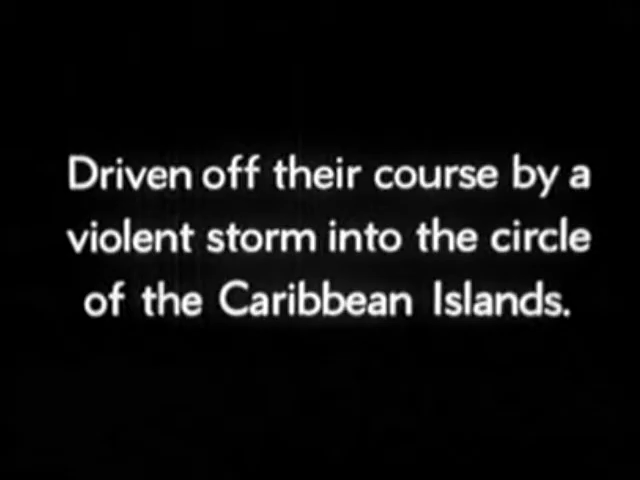 Driven off their course by a
violent storm into the circle
of the Caribbean Islands.